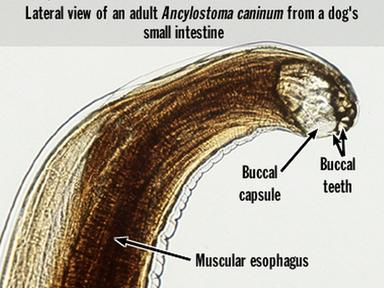 Lateral view of an adult Ancylostoma caninum from a dog's
small intestine
Buccal
capsule
Buccal
teeth
Muscular esophagus